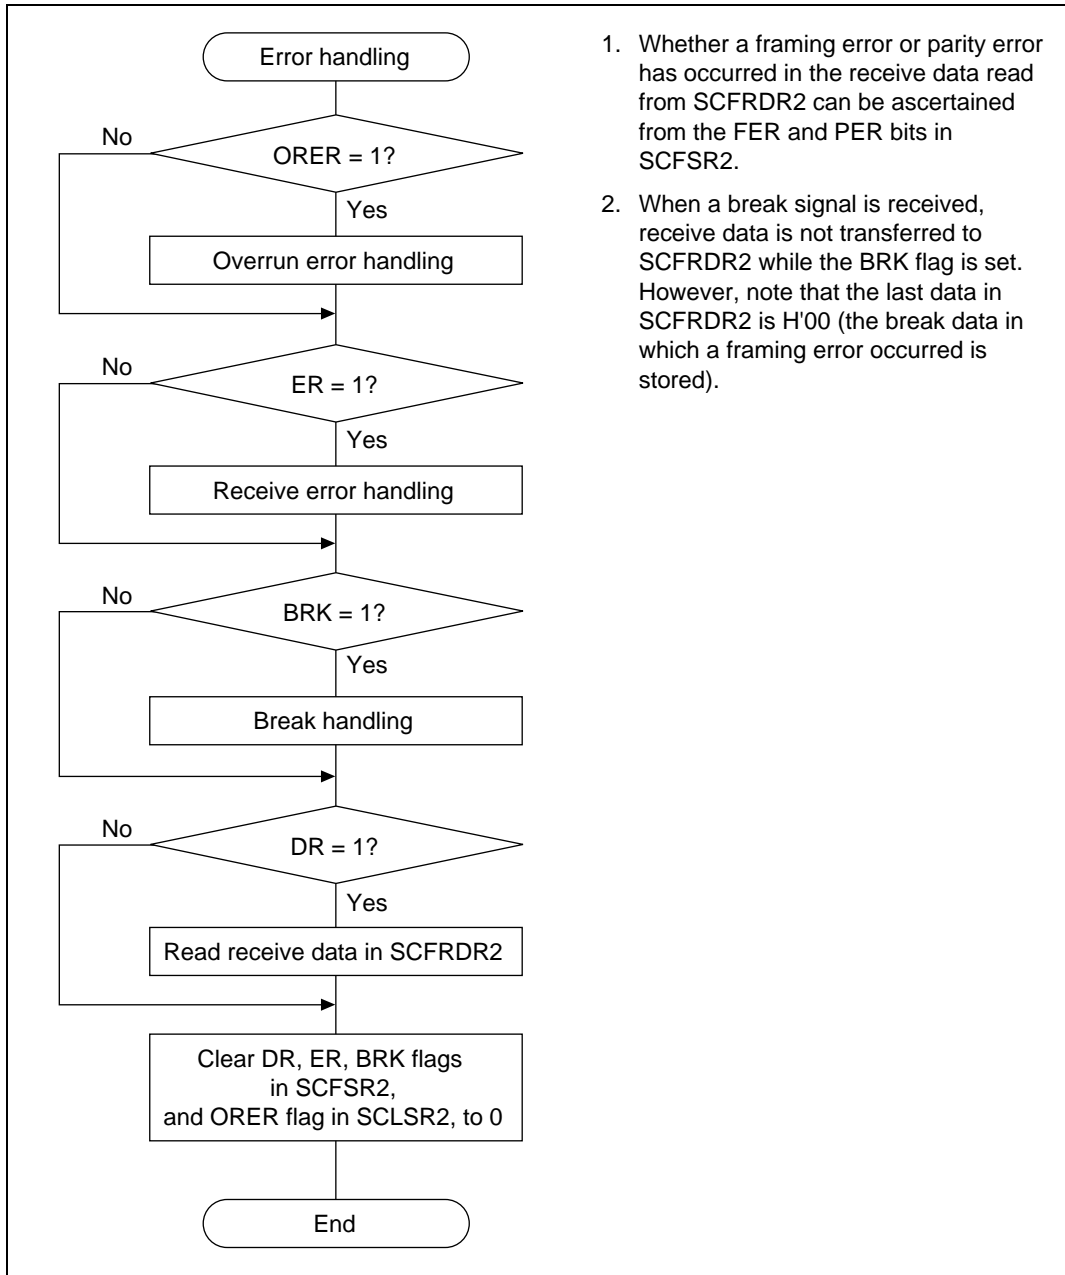 Error handling
No
ORER = 1?
Yes
Overrun error handling
No
ER = 1?
Yes
Receive error handling
No
BRK = 1?
Yes
Break handling
No
DR = 1?
Yes
Read receive data in SCFRDR2
Clear DR, ER, BRK flags
in SCFSR2,
and ORER flag in SCLSR2, to 0
End
1. Whether a framing error or parity error
has occurred in the receive data read
from SCFRDR2 can be ascertained
from the FER and PER bits in
SCFSR2.
2. When a break signal is received,
receive data is not transferred to
SCFRDR2 while the BRK flag is set.
However, note that the last data in
SCFRDR2 is H'00 (the break data in
which a framing error occurred is
stored).